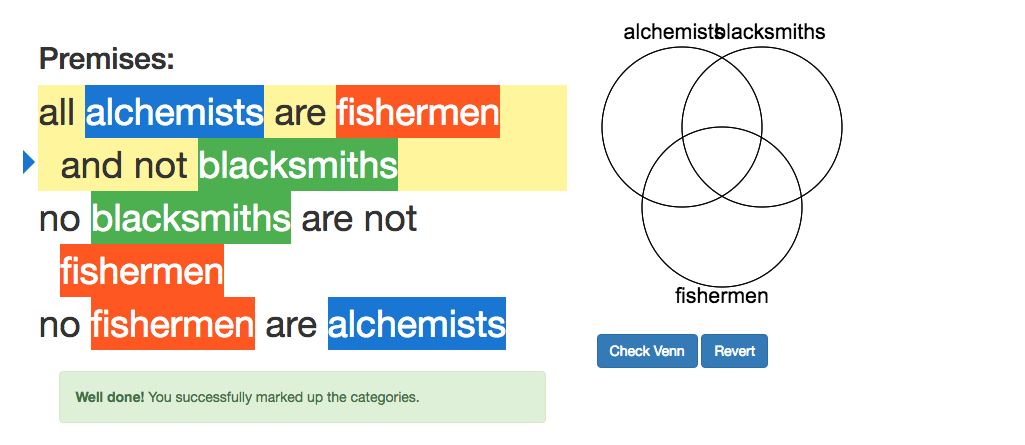 Premises:
all alchemists are fishermen
and not blacksmiths
no blacksmiths are not
fishermen
no fishermen are alchemists
Well done! You successfully marked up the categories.
alchemists
blacksmiths
fishermen
Check Venn
Revert